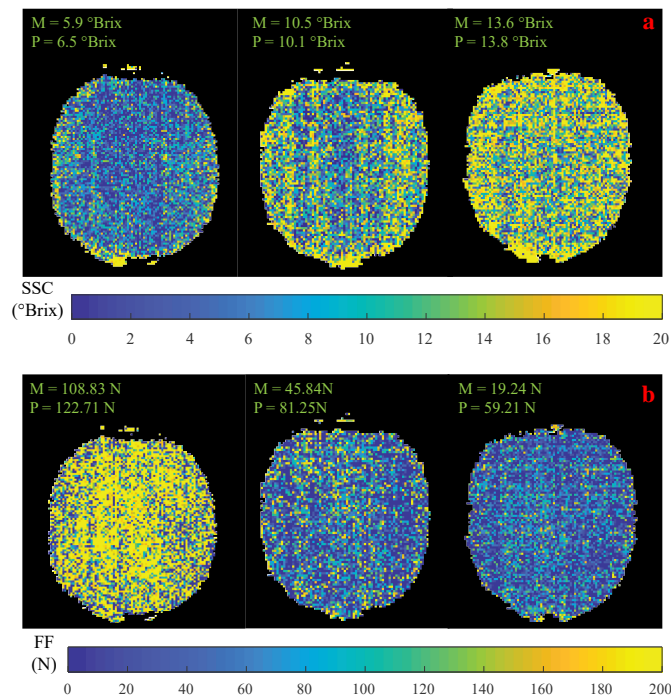 M = 5.9 °Brix
P = 6.5 °Brix
M = 10.5 °Brix
P = 10.1 °Brix
M = 13.6 °Brix
P = 13.8 °Brix
a
SSC
(°Brix)
0 2 4 6 8 10 12 14 16 18 20
M = 108.83 N
P = 122.71 N
M = 45.84N
P = 81.25N
M = 19.24 N
P = 59.21 N
b
FF
(N)
0 20 40 60 80 100 120 140 160 180 200